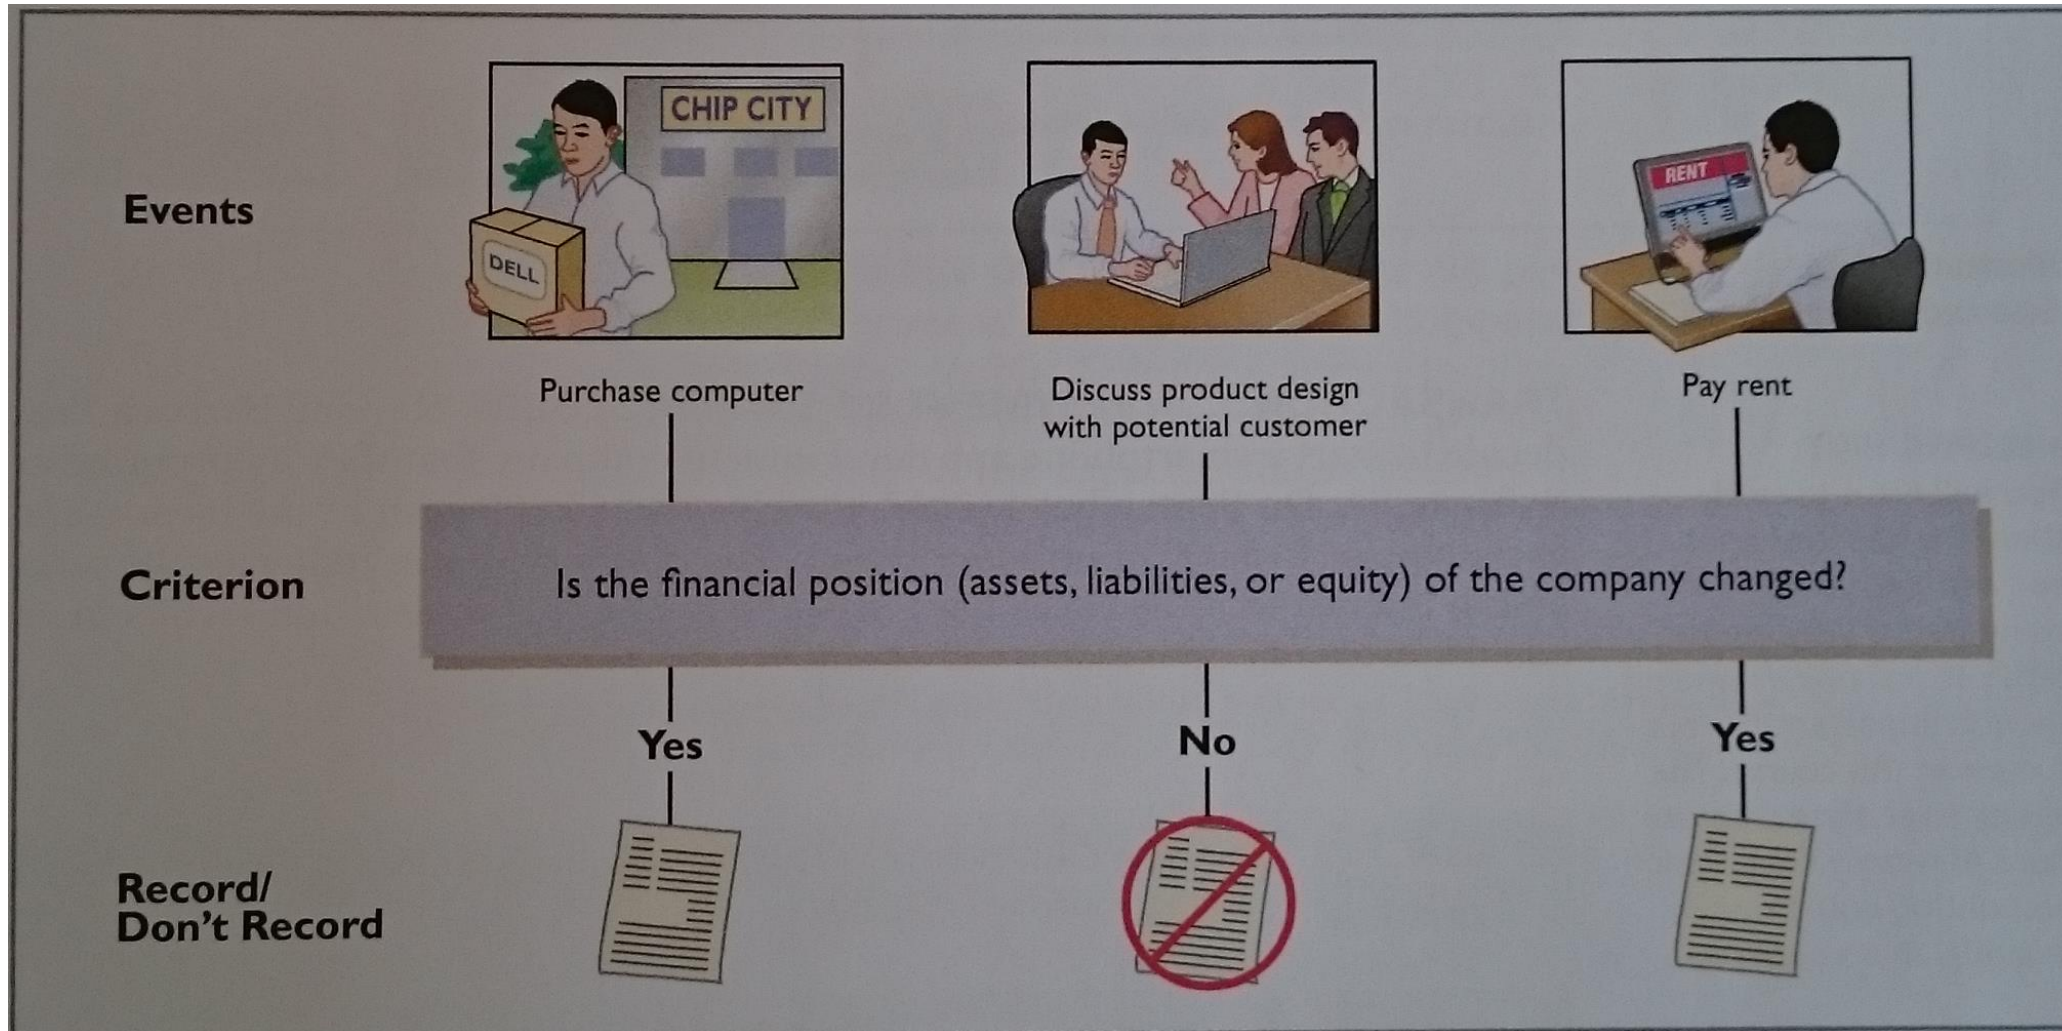 CHIP CITY
DELL
RENT
Events
Purchase computer
Discuss product design
with potential customer
Pay rent
Criterion
Is the financial position (assets, liabilities, or equity) of the company changed?
Yes
No
Yes
Record/
Don't Record